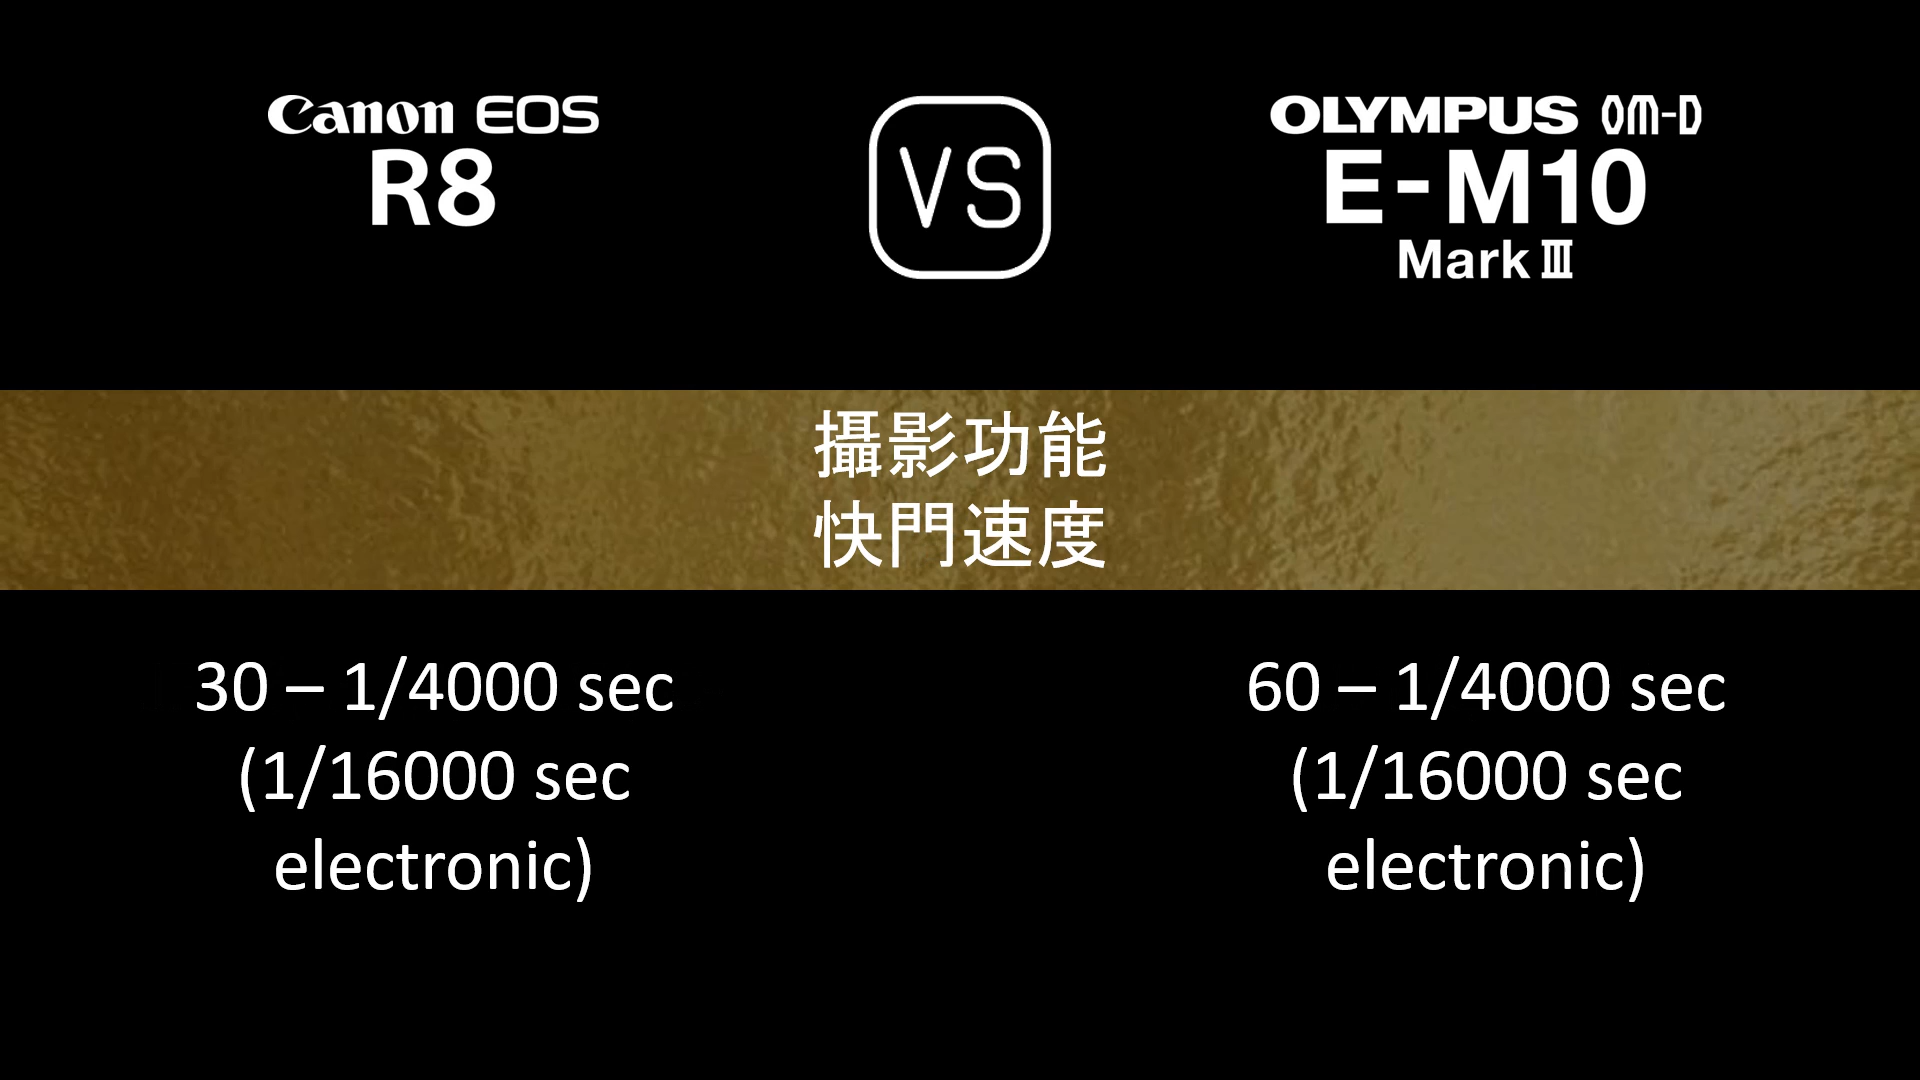 Canon EOS
R8
VS
OLYMPUS OM-D
E-M10
Mark III
攝影功能
快門速度
30 – 1/4000 sec
(1/16000 sec
electronic)
60 – 1/4000 sec
(1/16000 sec
electronic)